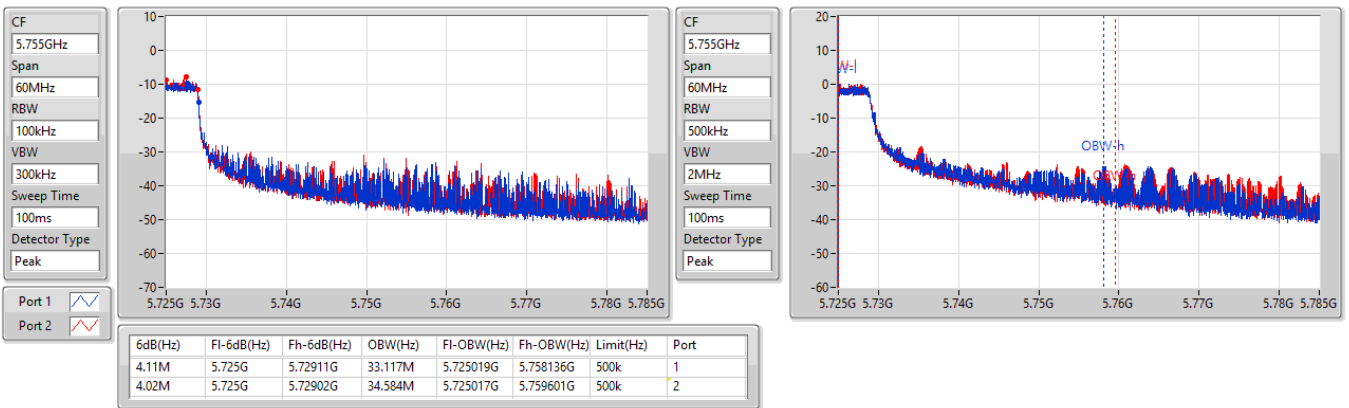 CF
5.755GHz
Span
60MHz
RBW
100kHz
VBW
300kHz
Sweep Time
100ms
Detector Type
Peak
Port 1
Port 2
10
0
-10
-20
-30
-40
-50
-60
-70
5.725G 5.73G 5.74G 5.75G 5.76G 5.77G 5.78G 5.785G
CF
5.755GHz
Span
60MHz
RBW
500kHz
VBW
2MHz
Sweep Time
100ms
Detector Type
Peak
20
10
0
-10
-20
-30
-40
-50
-60
W-l
OBW-h
5.725G 5.73G 5.74G 5.75G 5.76G 5.77G 5.78G 5.785G
6dB(Hz) Fl-6dB(Hz) Fh-6dB(Hz) OBW(Hz) Fl-OBW(Hz) Fh-OBW(Hz) Limit(Hz) Port
4.11M 5.725G 5.72911G 33.117M 5.725019G 5.758136G 500k 1
4.02M 5.725G 5.72902G 34.584M 5.725017G 5.759601G 500k 2